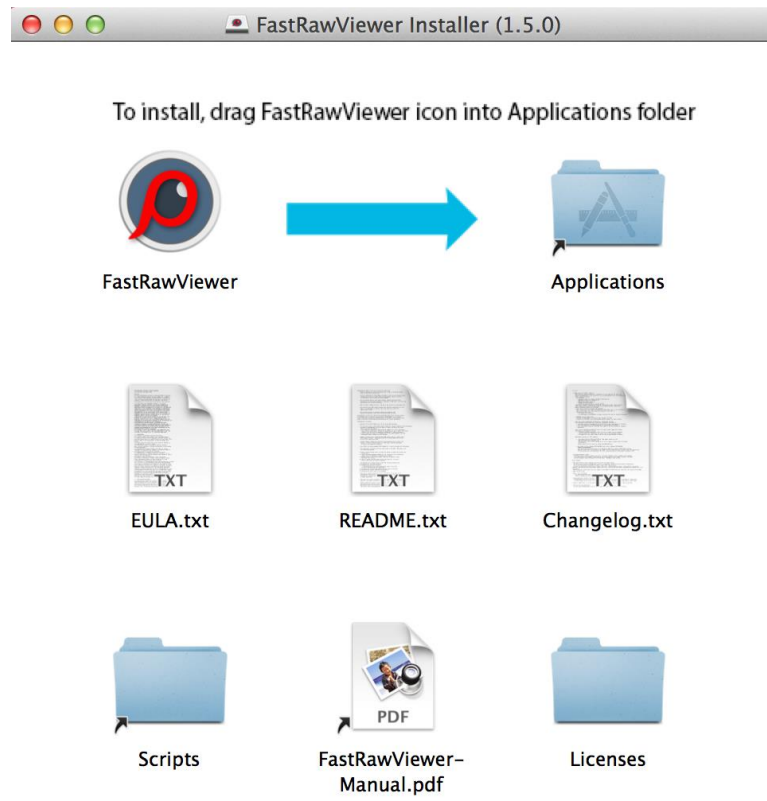 FastRawViewer Installer (1.5.0)
To install, drag FastRawViewer icon into Applications folder
FastRawViewer
Applications
TXT
TXT
TXT
EULA.txt
README.txt
Changelog.txt
PDF
Scripts
FastRawViewer-
Manual.pdf
Licenses